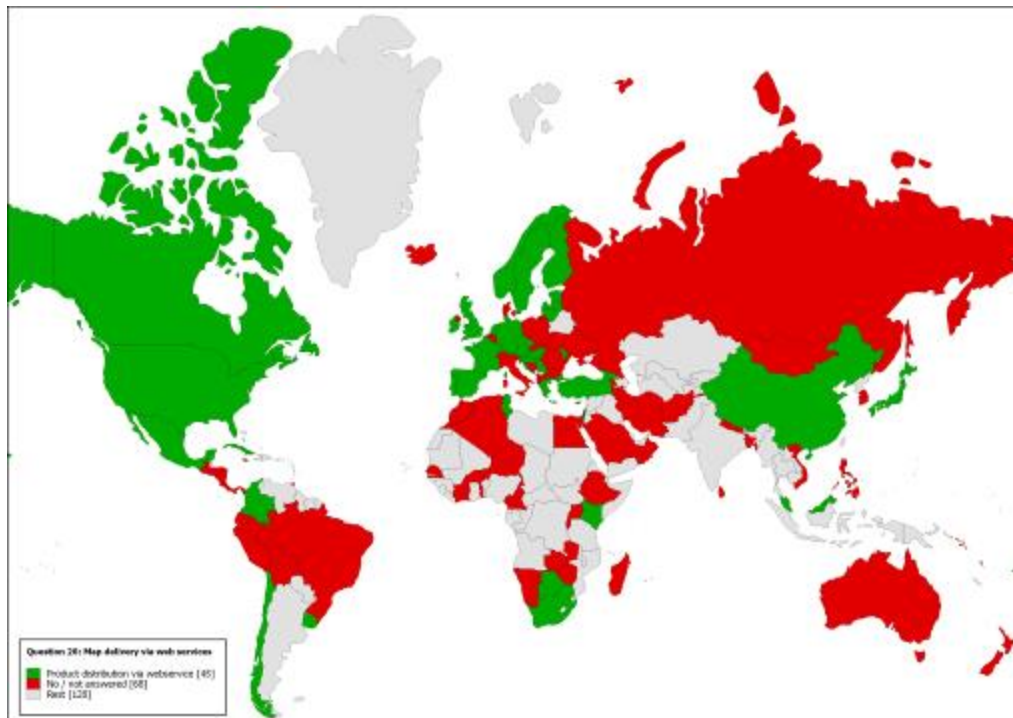 Question 26: Map delivery via web services
Product distribution via webservice [45]
No / not answered [68]
Rest [128]